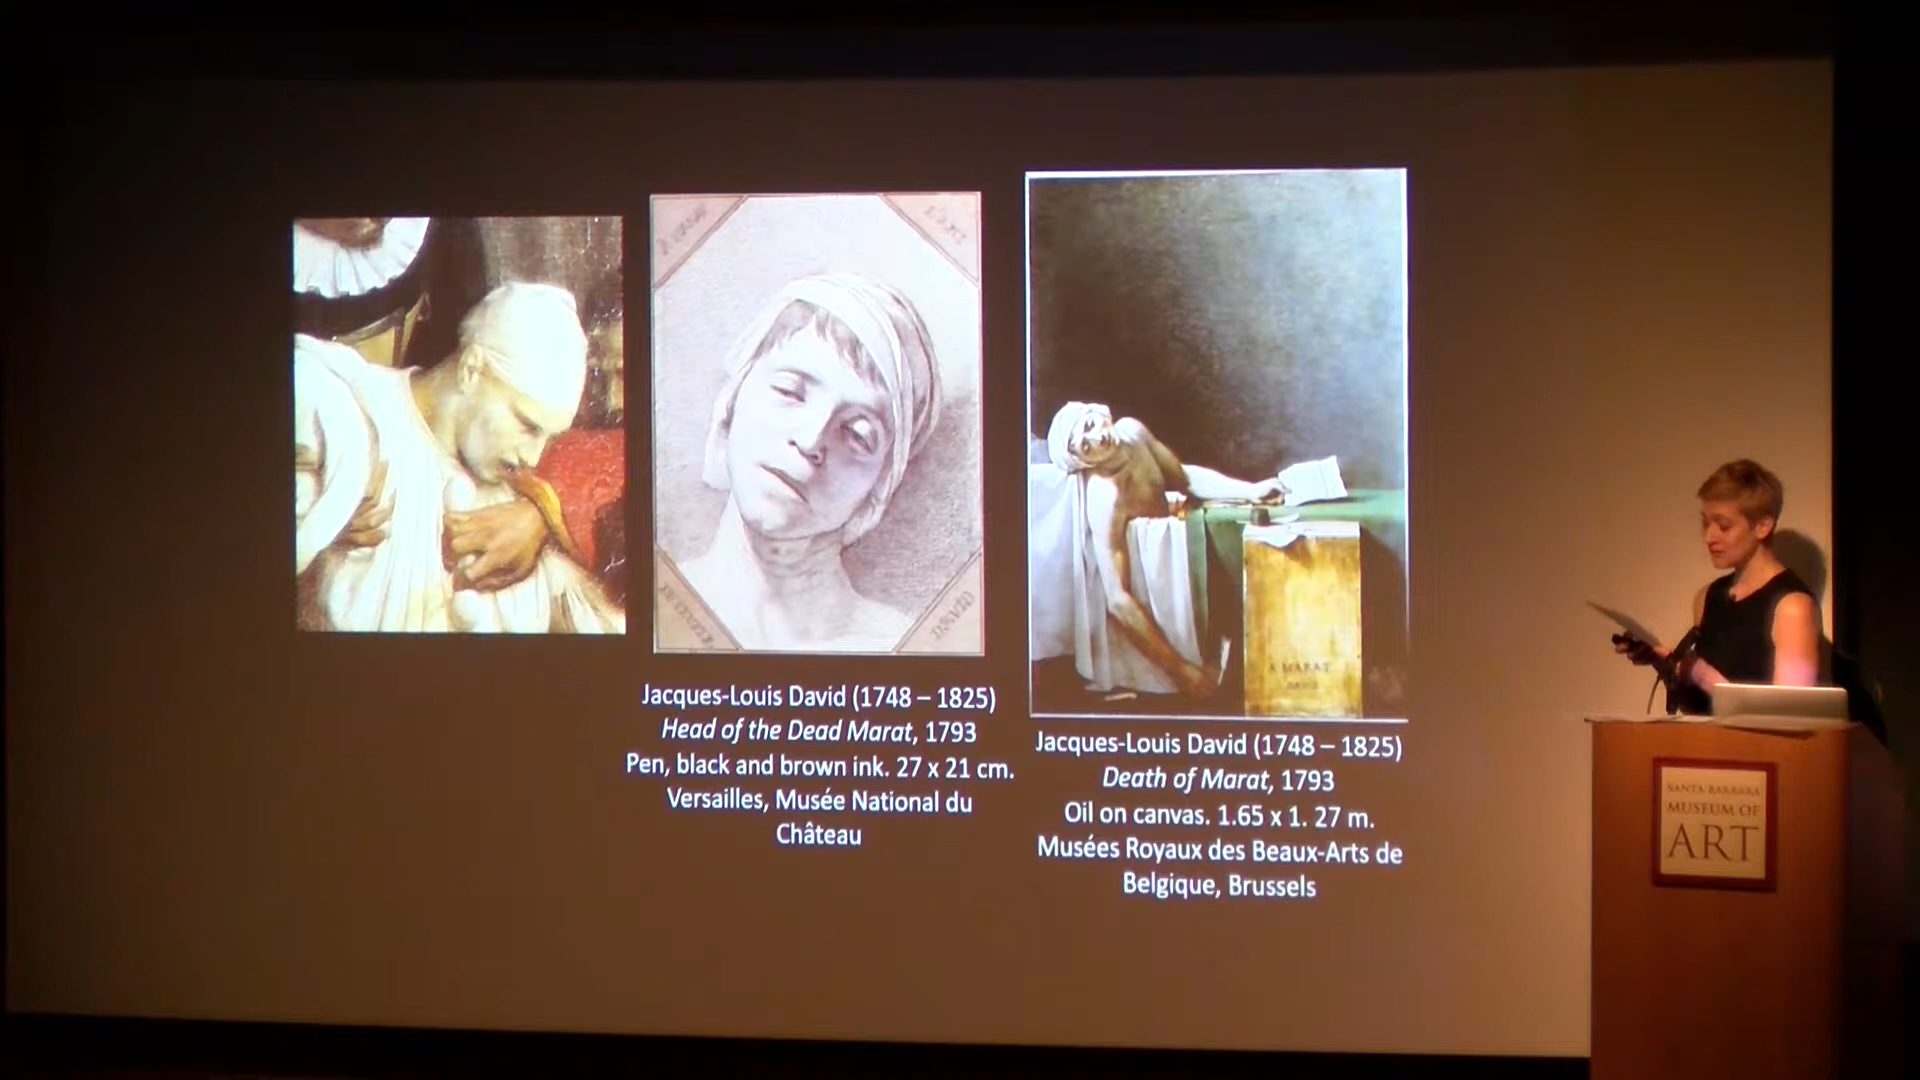 Jacques-Louis David (1748 – 1825)
Head of the Dead Marat, 1793
Pen, black and brown ink. 27 x 21 cm.
Versailles, Musée National du
Château
A MARAT
DAVID
Jacques-Louis David (1748 – 1825)
Death of Marat, 1793
Oil on canvas. 1.65 x 1. 27 m.
Musées Royaux des Beaux-Arts de
Belgique, Brussels
SANTA BARBARA
MUSEUM OF
ART